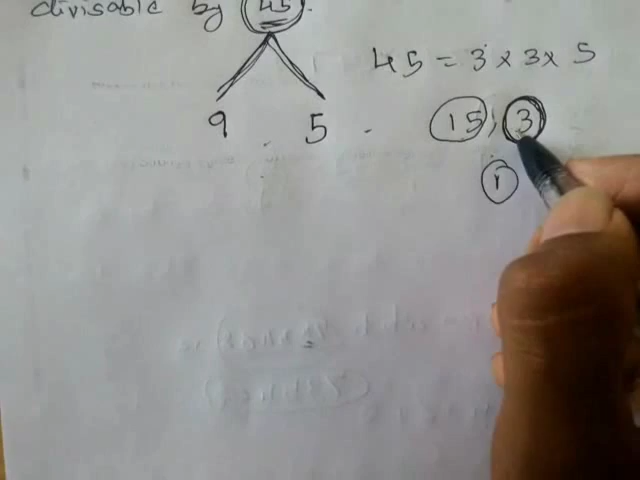 divisable by 45.
45 = 3 × 3 × 5
9 5 . 15, 3
1